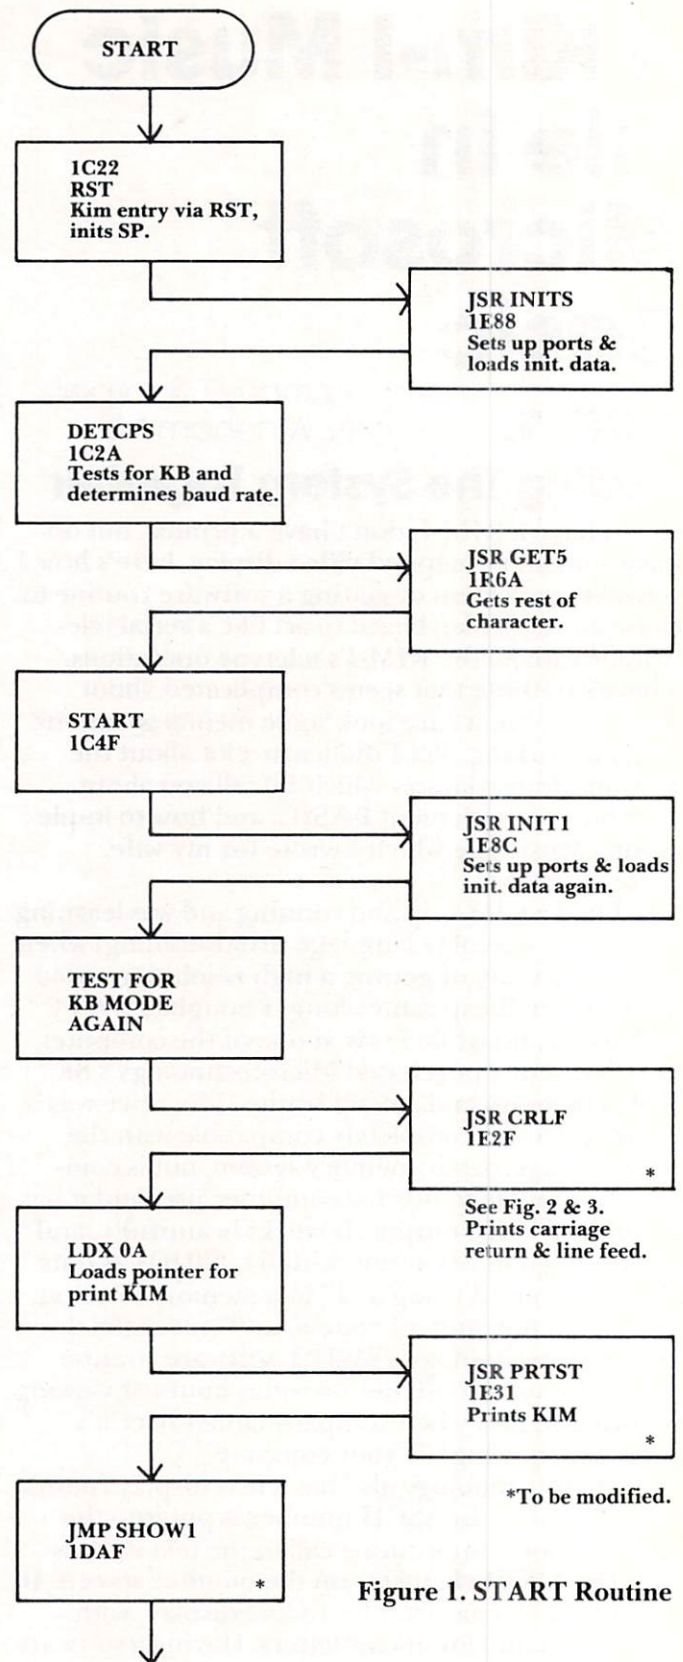 START
1C22
RST
Kim entry via RST,
inits SP.
JSR INITS
1E88
Sets up ports &
loads init. data.
DETCPS
1C2A
Tests for KB and
determines baud rate.
JSR GET5
1R6A
Gets rest of
character.
START
1C4F
JSR INIT1
1E8C
Sets up ports & loads
init. data again.
TEST FOR
KB MODE
AGAIN
JSR CRLF
1E2F
*
See Fig. 2 & 3.
Prints carriage
return & line feed.
LDX 0A
Loads pointer for
print KIM
JSR PRTST
1E31
Prints KIM
*
*To be modified.
JMP SHOW1
1DAF
*
Figure 1. START Routine